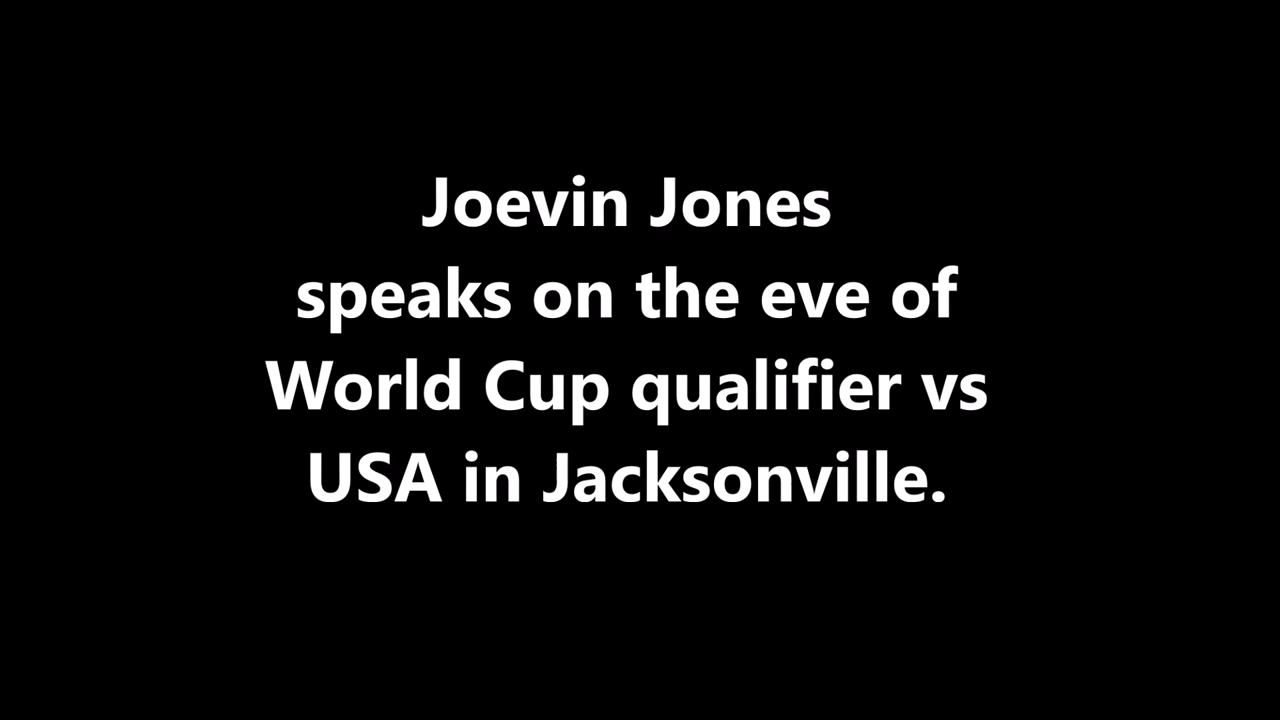 Joevin Jones
speaks on the eve of
World Cup qualifier vs
USA in Jacksonville.